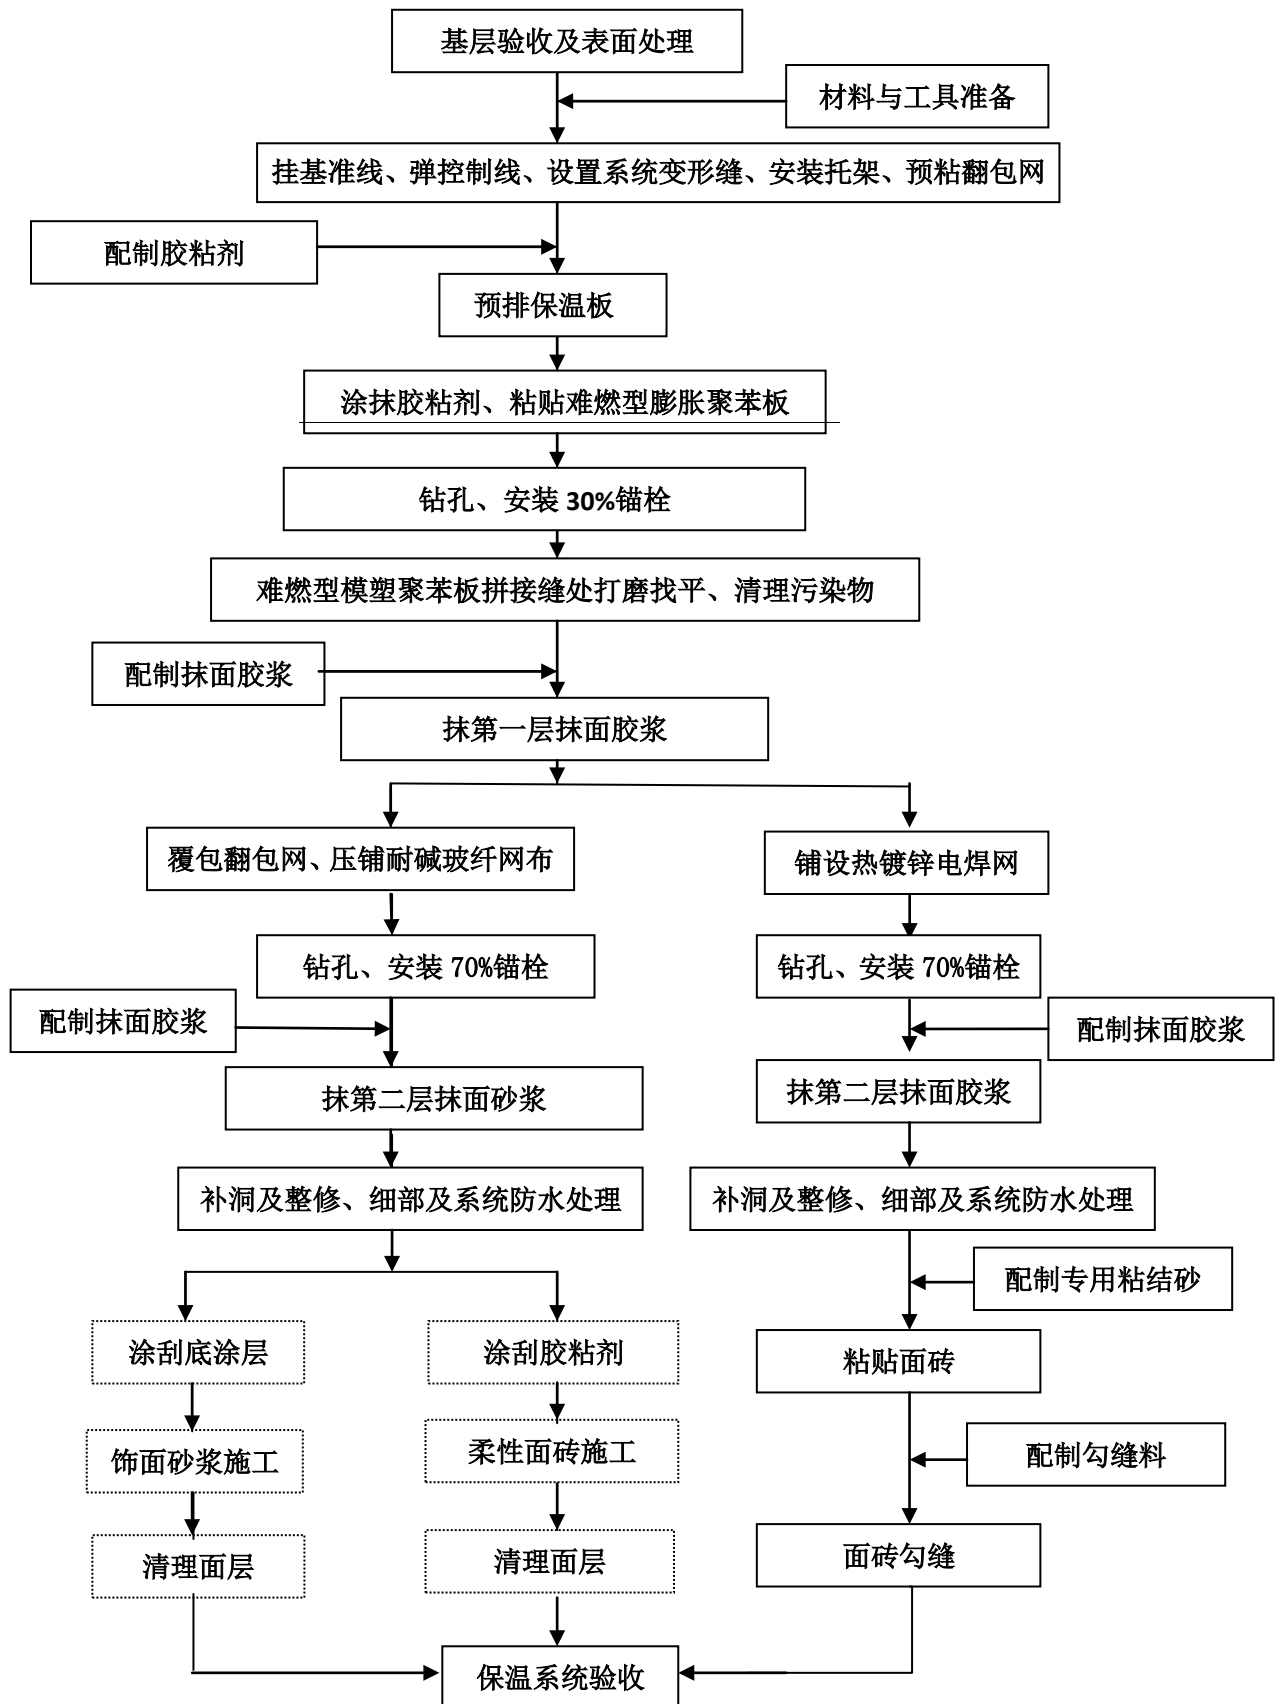 基层验收及表面处理
材料与工具准备
挂基准线、弹控制线、设置系统变形缝、安装托架、预粘翻包网
配制胶粘剂
预排保温板
涂抹胶粘剂、粘贴难燃型膨胀聚苯板
钻孔、安装30%锚栓
难燃型模塑聚苯板拼接缝处打磨找平、清理污染物
配制抹面胶浆
抹第一层抹面胶浆
覆包翻包网、压铺耐碱玻纤网布
铺设热镀锌电焊网
钻孔、安装70%锚栓
钻孔、安装70%锚栓
配制抹面胶浆
配制抹面胶浆
抹第二层抹面砂浆
抹第二层抹面胶浆
补洞及整修、细部及系统防水处理
补洞及整修、细部及系统防水处理
配制专用粘结砂
涂刮底涂层
涂刮胶粘剂
粘贴面砖
饰面砂浆施工
柔性面砖施工
配制勾缝料
清理面层
清理面层
面砖勾缝
保温系统验收